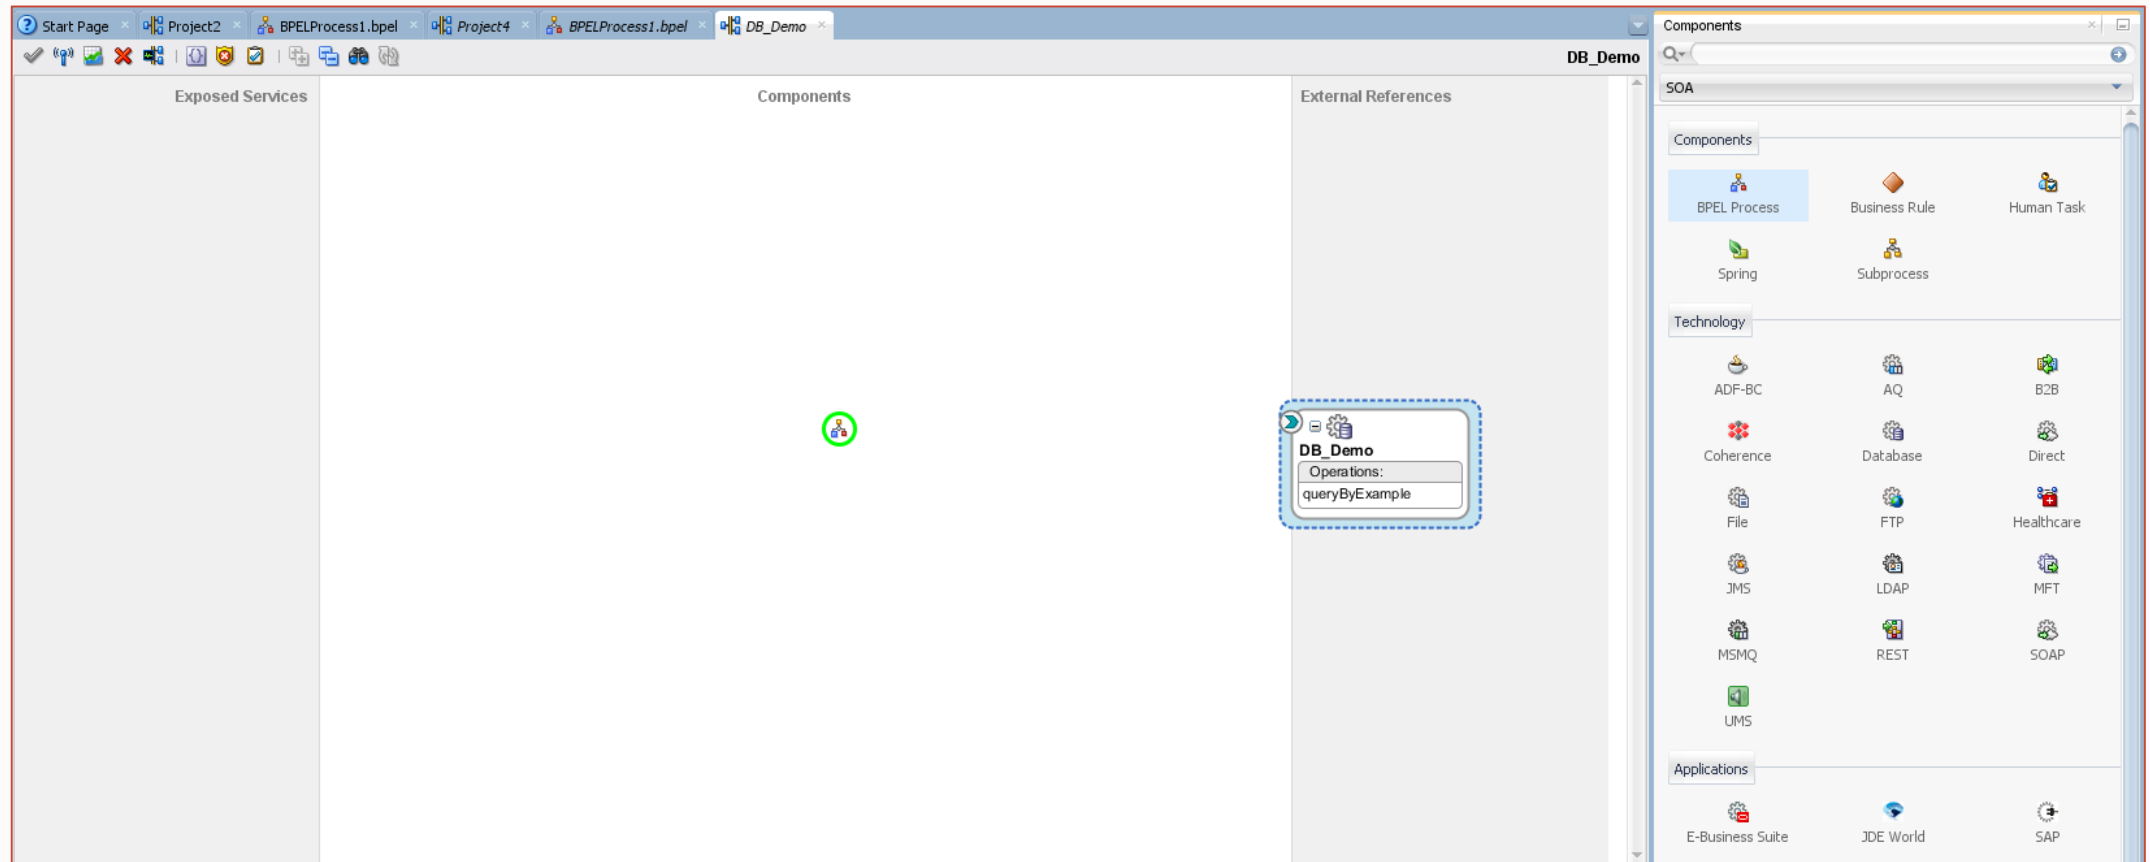 Start Page Project2 BPELProcess1.bpel Project4 BPELProcess1.bpel DB_Demo
DB_Demo
Exposed Services Components External References
DB_Demo
Operations:
queryByExample
Components
SOA
Components
BPEL Process Business Rule Human Task
Spring Subprocess
Technology
ADF-BC AQ B2B
Coherence Database Direct
File FTP Healthcare
JMS LDAP MFT
MSMQ REST SOAP
UMS
Applications
E-Business Suite JDE World SAP